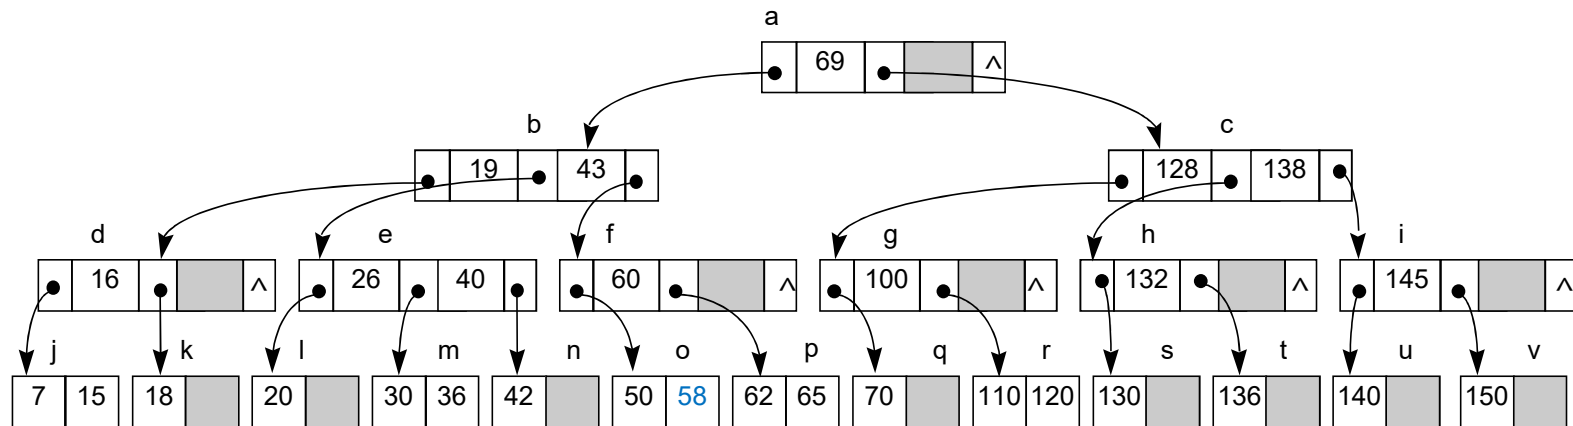 a
69 ^
b c
19 43 128 138
d e f g h i
16 ^ 26 40 60 ^ 100 ^ 132 ^ 145 ^
j k l m n o p q r s t u v
7 15 18 20 30 36 42 50 58 62 65 70 110 120 130 136 140 150